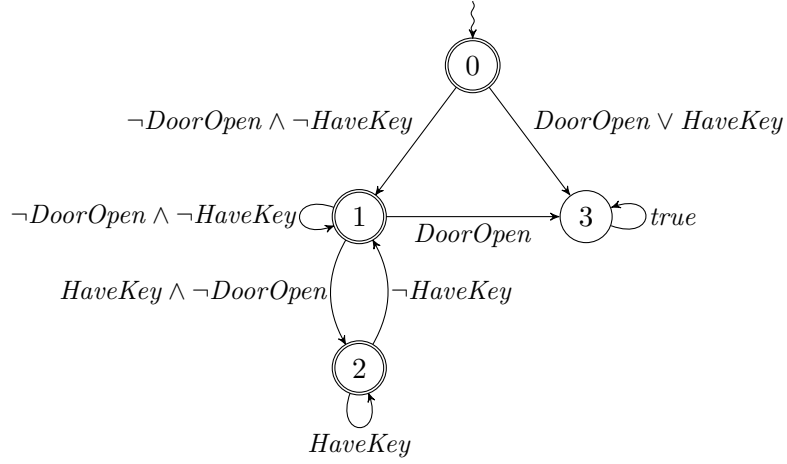 0
¬DoorOpen ∧ ¬HaveKey
DoorOpen ∨ HaveKey
¬DoorOpen ∧ ¬HaveKey
1
DoorOpen
3
true
HaveKey ∧ ¬DoorOpen
¬HaveKey
2
HaveKey